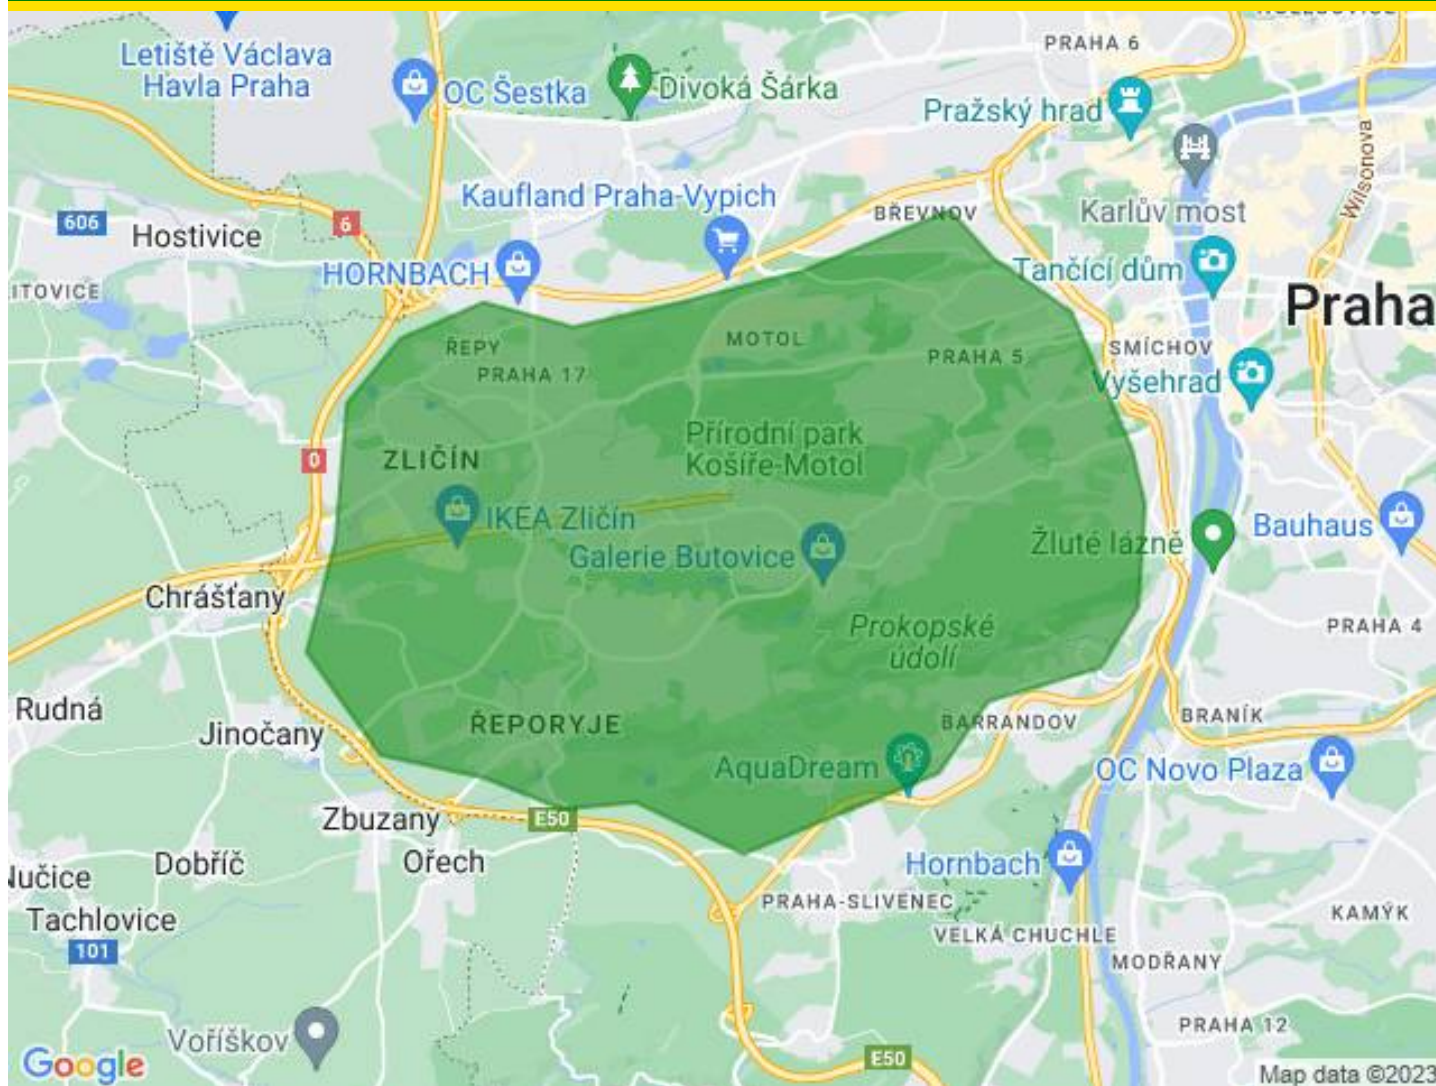 Letiště Václava
Havla Praha
OC Šestka
Divoká Šárka
PRAHA 6
Pražský hrad
Wilsonova
Kaufland Praha-Vypich
606
Hostivice
6
BŘEVNOV
Karlův most
HORNBACH
Tančící dům
Praha
ŘEPY
PRAHA 17
MOTOL
PRAHA 5
SMÍCHOV
Vyšehrad
Přírodní park
Košíře-Motol
ZLIČÍN
0
IKEA Zličín
Galerie Butovice
Žluté lázně
Bauhaus
Chrášťany
Prokopské
údolí
PRAHA 4
Rudná
Jinočany
ŘEPORYJE
BARRANDOV
BRANÍK
AquaDream
OC Novo Plaza
Zbuzany
E50
Dobříč
Ořech
Hornbach
Tachlovice
101
PRAHA-SLIVENEC
VELKÁ CHUCHLE
KAMÝK
MODŘANY
PRAHA 12
Voříškov
E50
Google
Map data ©2023